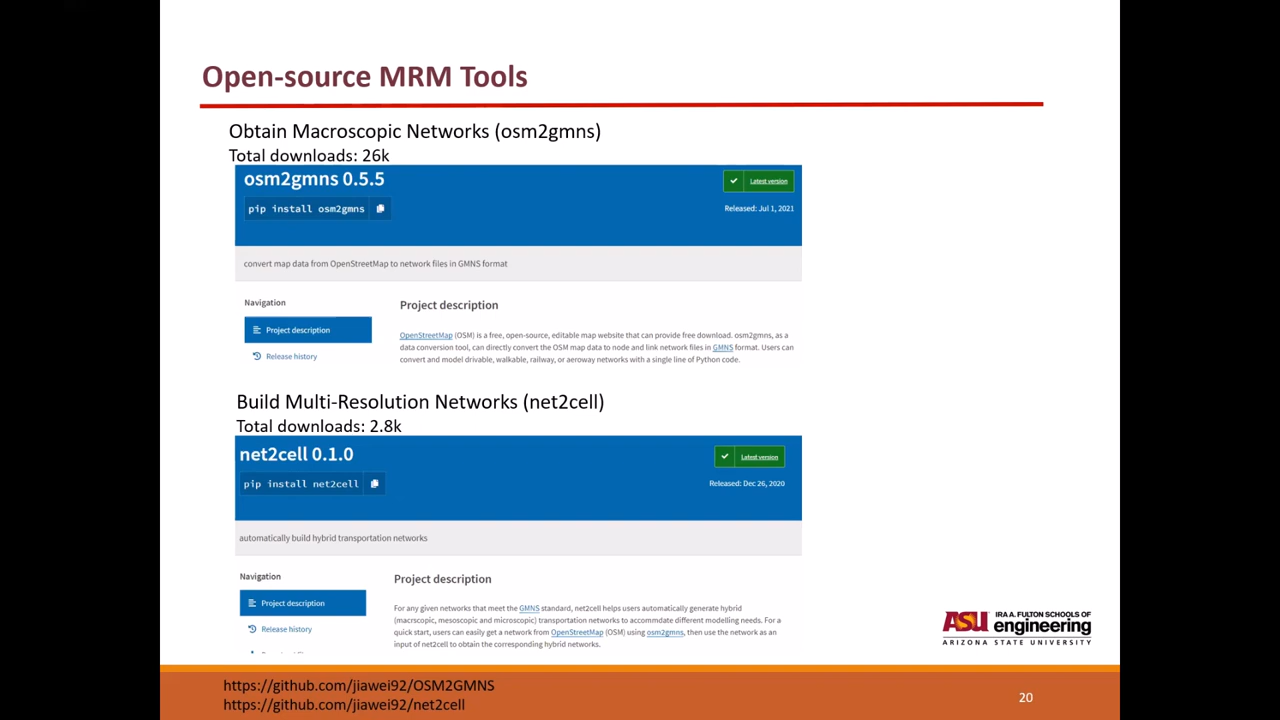 Open-source MRM Tools
Obtain Macroscopic Networks (osm2gmns)
Total downloads: 26k
osm2gmns 0.5.5
Latest version
pip install osm2gmns
Released: Jul 1, 2021
convert map data from OpenStreetMap to network files in GMNS format
Navigation
Project description
Project description
OpenStreetMap (OSM) is a free, open-source, editable map website that can provide free download. osm2gmns, as a
data conversion tool, can directly convert the OSM map data to node and link network files in GMNS format. Users can
convert and model drivable, walkable, railway, or aeroway networks with a single line of Python code.
Release history
Build Multi-Resolution Networks (net2cell)
Total downloads: 2.8k
net2cell 0.1.0
Latest version
pip install net2cell
Released: Dec 26, 2020
automatically build hybrid transportation networks
Navigation
Project description
Project description
For any given networks that meet the GMNS standard, net2cell helps users automatically generate hybrid
(macrscopic, mesoscopic and microscopic) transportation networks to accommdate different modelling needs. For a
quick start, users can easily get a network from OpenStreetMap (OSM) using osm2gmns, then use the network as an
input of net2cell to obtain the corresponding hybrid networks.
Release history
ASU IRA A. FULTON SCHOOLS OF
engineering
ARIZONA STATE UNIVERSITY
https://github.com/jiawei92/OSM2GMNS
https://github.com/jiawei92/net2cell
20